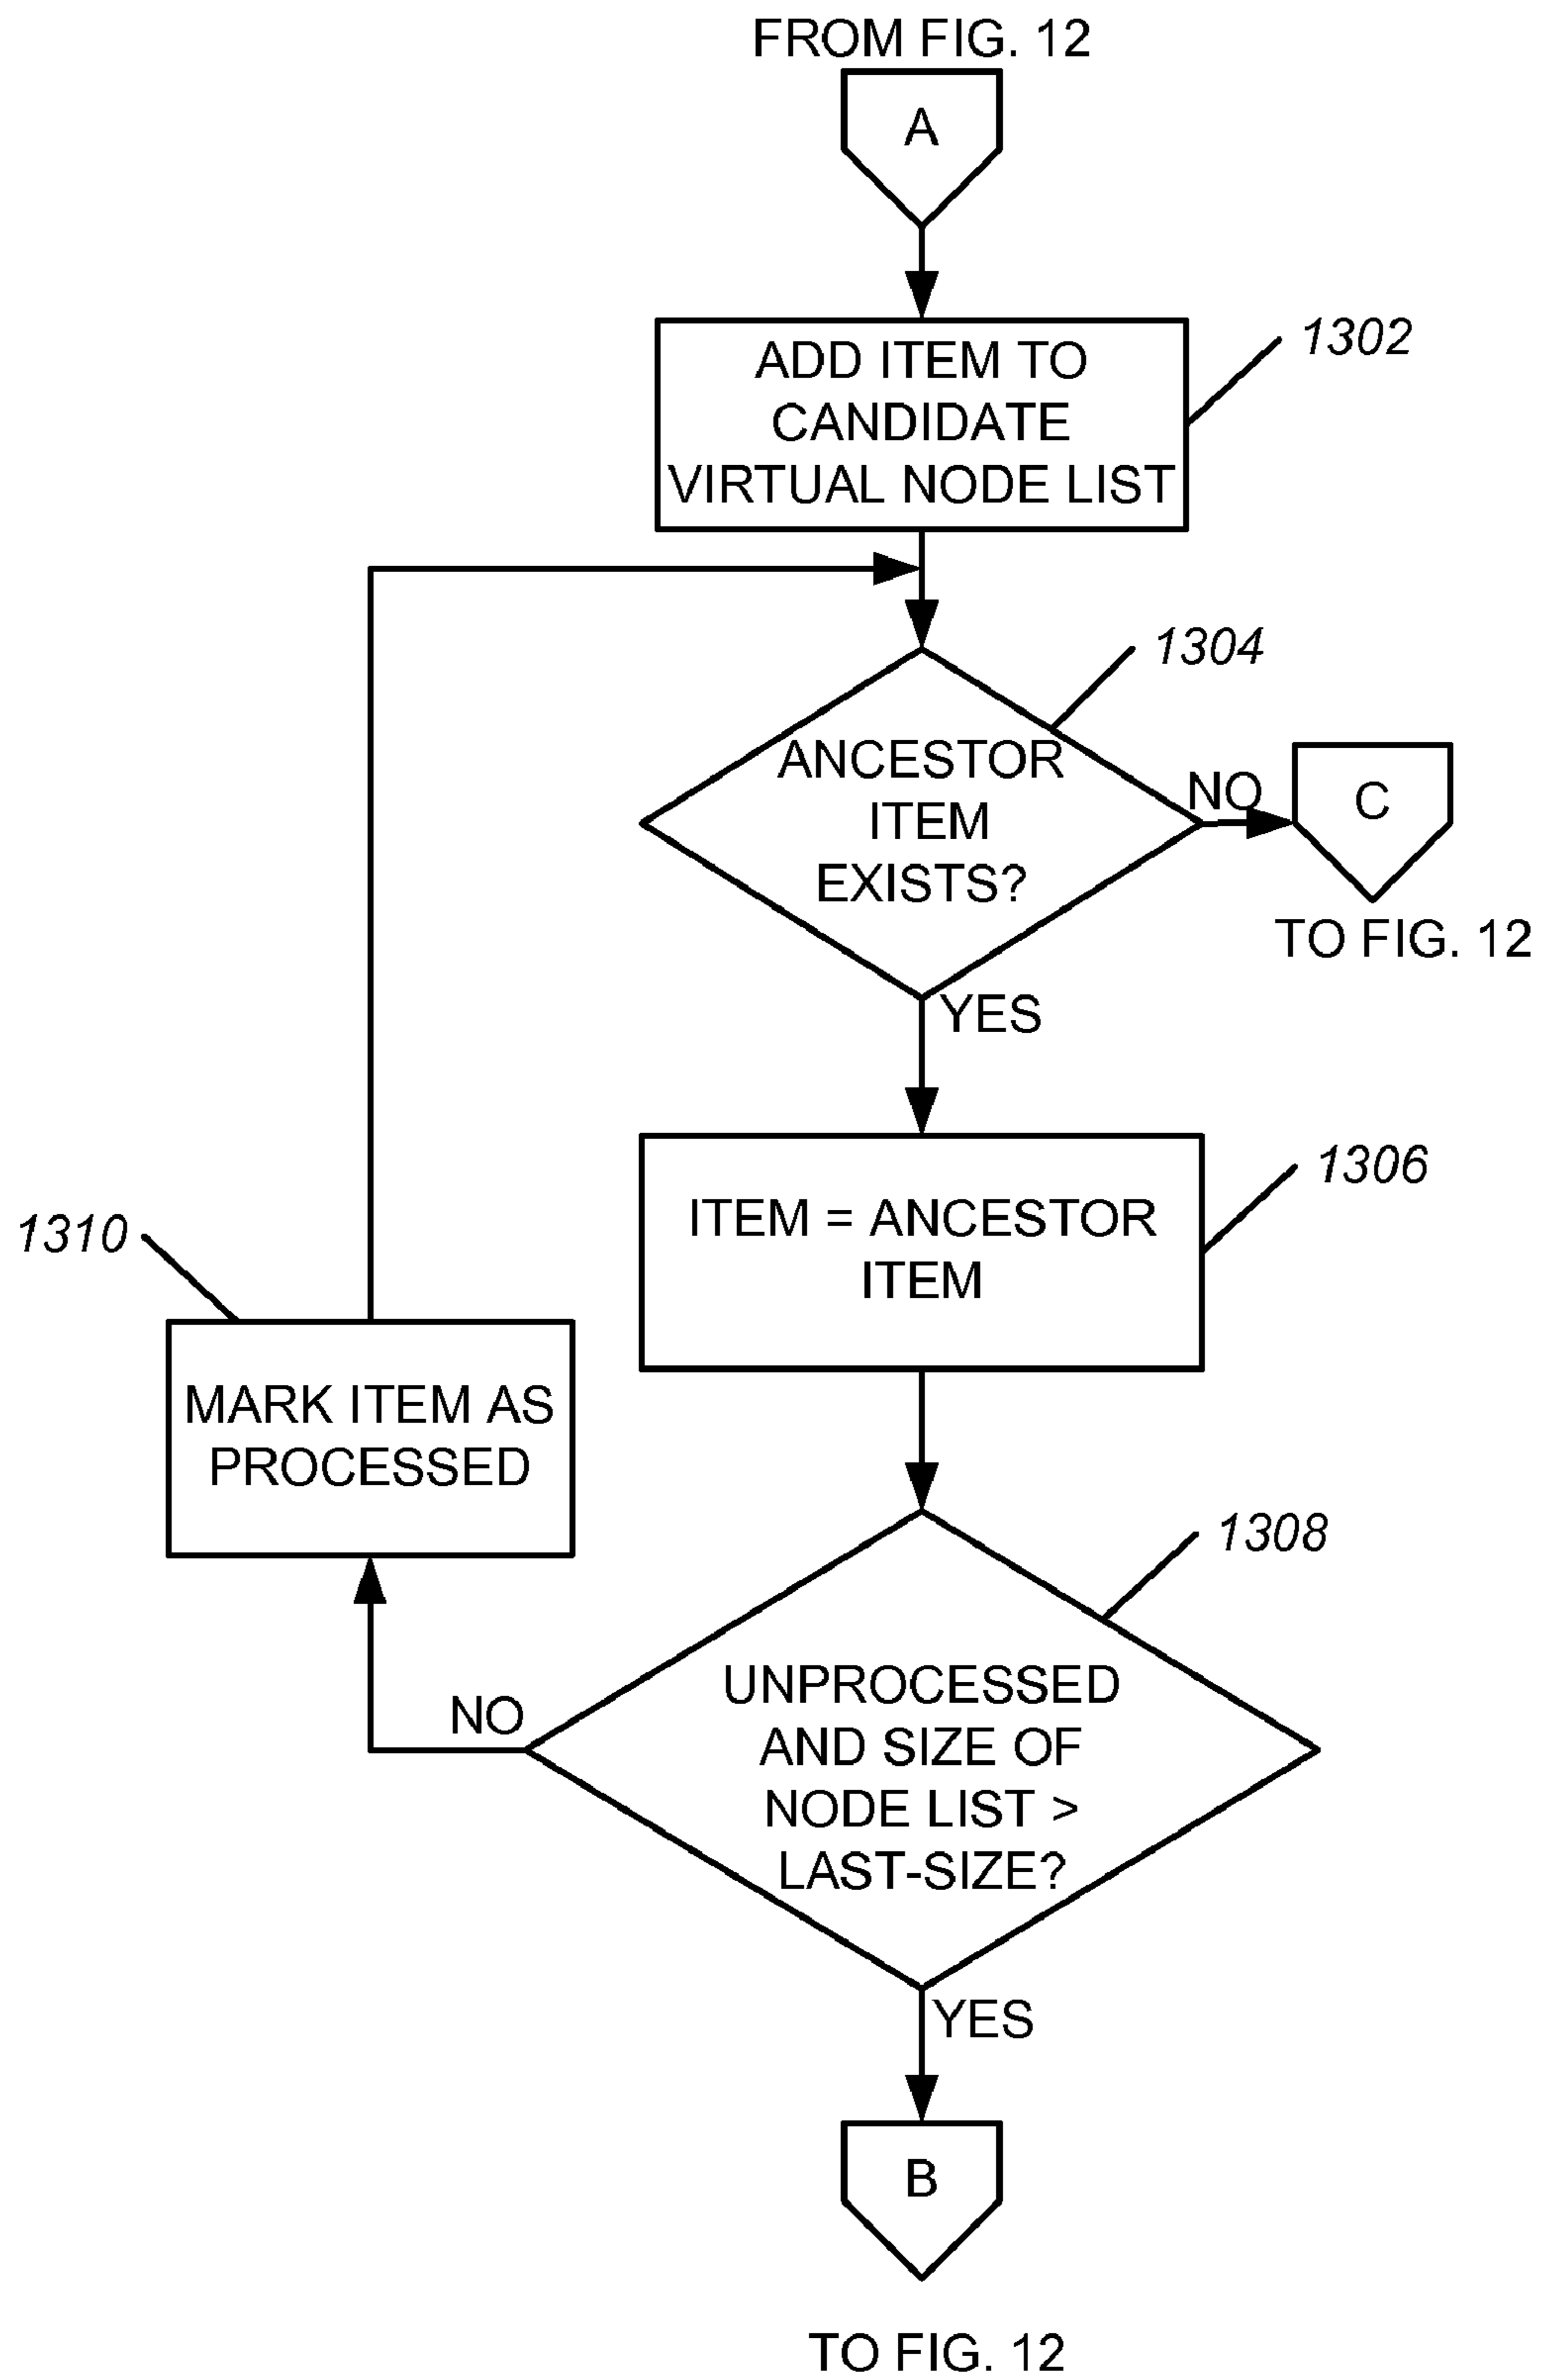 FROM FIG. 12
A
ADD ITEM TO
CANDIDATE
VIRTUAL NODE LIST
1302
1304
ANCESTOR
ITEM
EXISTS?
NO
C
TO FIG. 12
YES
1306
ITEM = ANCESTOR
ITEM
1310
MARK ITEM AS
PROCESSED
1308
UNPROCESSED
AND SIZE OF
NODE LIST >
LAST-SIZE?
NO
YES
B
TO FIG. 12